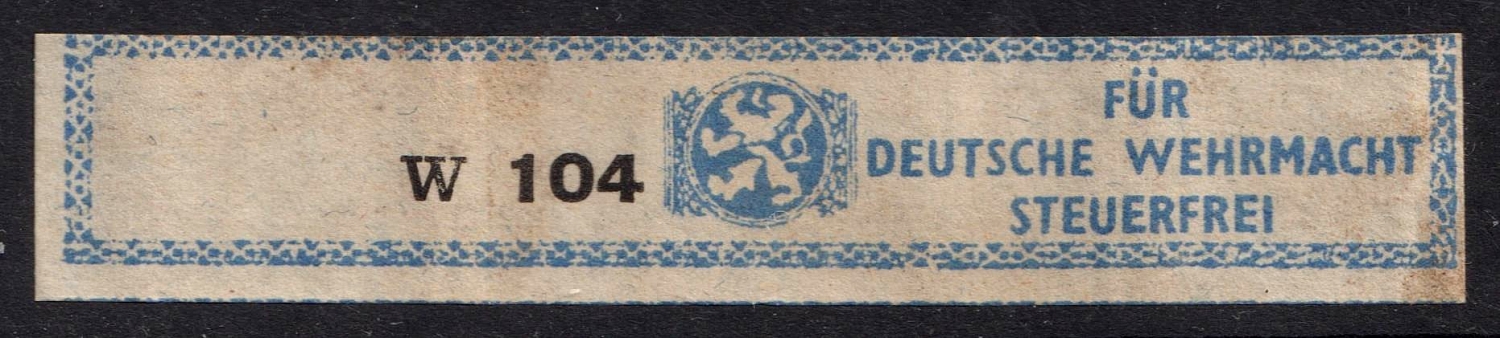 W 104
FÜR
DEUTSCHE WEHRMACHT
STEUERFREI